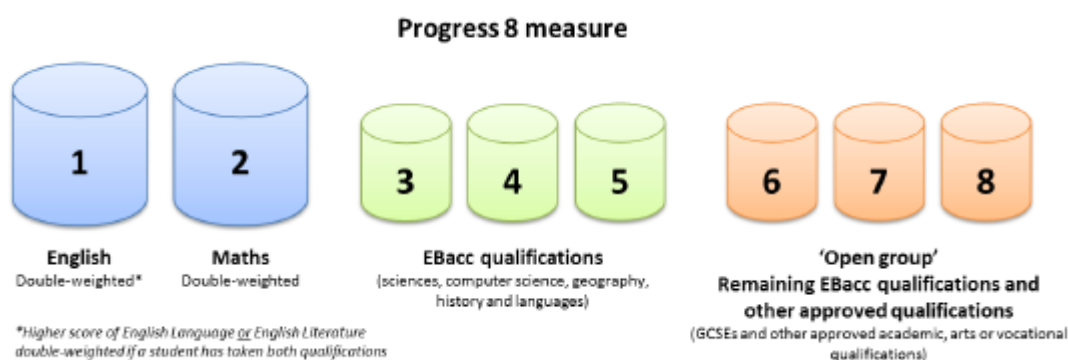 Progress 8 measure
1
2
3
4
5
6
7
8
English
Double-weighted*
Maths
Double-weighted
EBacc qualifications
(sciences, computer science, geography,
history and languages)
‘Open group’
Remaining EBacc qualifications and
other approved qualifications
(GCSEs and other approved academic, arts or vocational
qualifications)
*Higher score of English Language or English Literature
double-weighted if a student has taken both qualifications